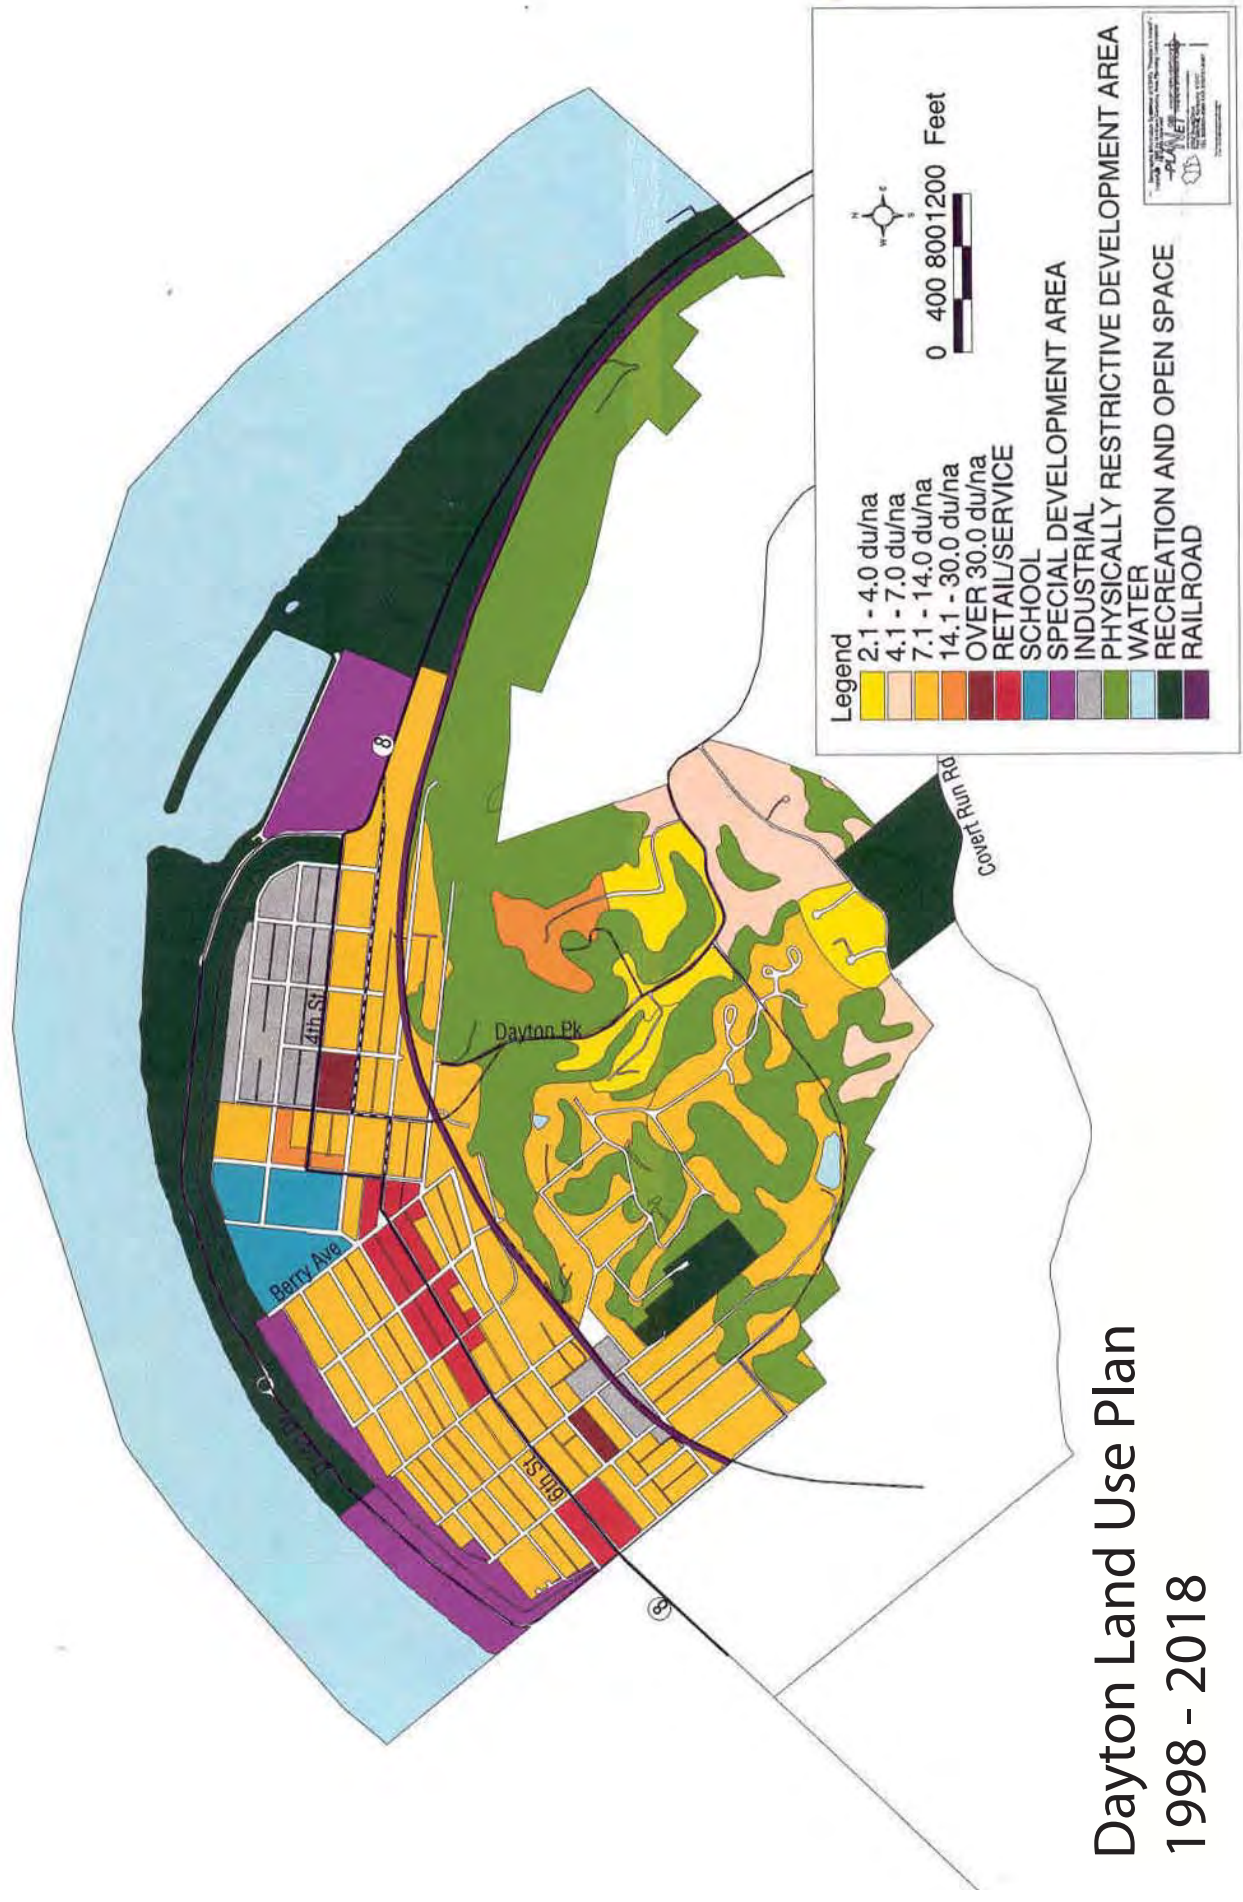 Dayton Land Use Plan
1998 - 2018
Legend
2.1 - 4.0 du/na
4.1 - 7.0 du/na
7.1 - 14.0 du/na
14.1 - 30.0 du/na
OVER 30.0 du/na
RETAIL/SERVICE
SCHOOL
SPECIAL DEVELOPMENT AREA
INDUSTRIAL
PHYSICALLY RESTRICTIVE DEVELOPMENT AREA
WATER
RECREATION AND OPEN SPACE
RAILROAD
0 400 800 1200 Feet
N
W
E
S
8
8
4th St
6th St
Berry Ave
Dayton Pk
Covert Run Rd